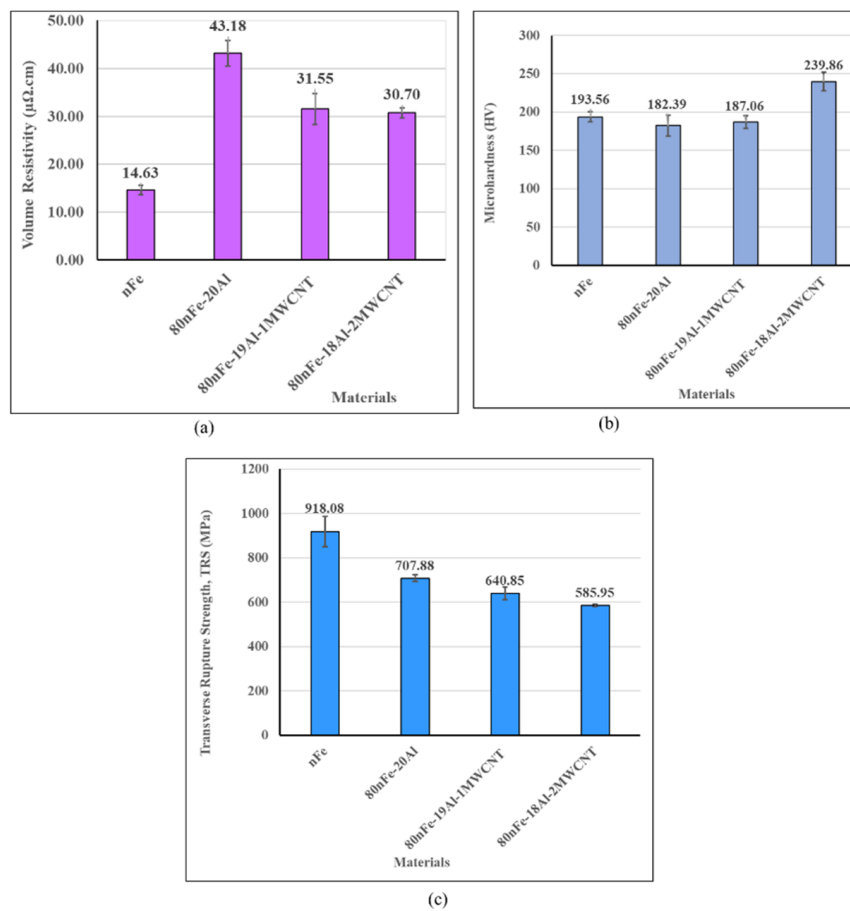 50.00
40.00
30.00
20.00
10.00
0.00
Volume Resistivity (μΩ.cm)
14.63
43.18
31.55
30.70
nFe
80nFe-20Al
80nFe-19Al-1MWCNT
80nFe-18Al-2MWCNT
Materials
(a)
300
250
200
150
100
50
0
Microhardness (HV)
193.56
182.39
187.06
239.86
nFe
80nFe-20Al
80nFe-19Al-1MWCNT
80nFe-18Al-2MWCNT
Materials
(b)
1200
1000
800
600
400
200
0
Transverse Rupture Strength, TRS (MPa)
918.08
707.88
640.85
585.95
nFe
80nFe-20Al
80nFe-19Al-1MWCNT
80nFe-18Al-2MWCNT
Materials
(c)